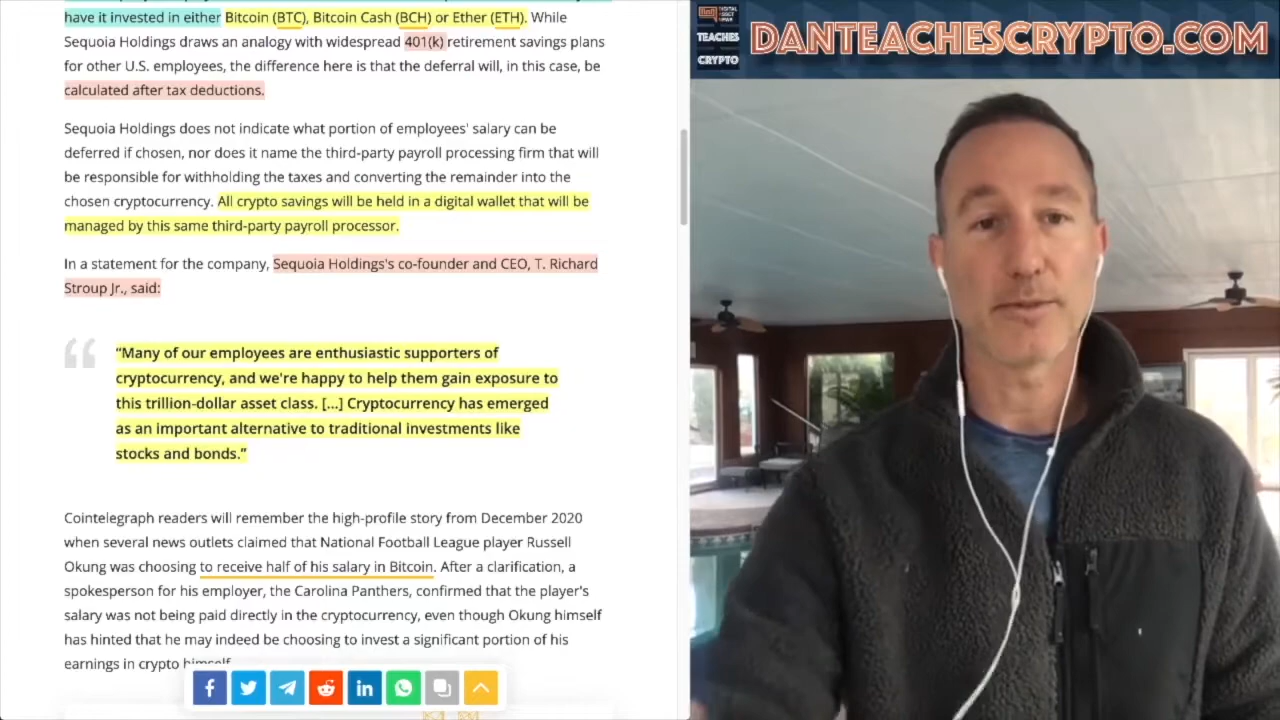 have it invested in either Bitcoin (BTC), Bitcoin Cash (BCH) or Ether (ETH). While
Sequoia Holdings draws an analogy with widespread 401(k) retirement savings plans
for other U.S. employees, the difference here is that the deferral will, in this case, be
calculated after tax deductions.
Sequoia Holdings does not indicate what portion of employees' salary can be
deferred if chosen, nor does it name the third-party payroll processing firm that will
be responsible for withholding the taxes and converting the remainder into the
chosen cryptocurrency. All crypto savings will be held in a digital wallet that will be
managed by this same third-party payroll processor.
In a statement for the company, Sequoia Holdings's co-founder and CEO, T. Richard
Stroup Jr., said:
“Many of our employees are enthusiastic supporters of
cryptocurrency, and we're happy to help them gain exposure to
this trillion-dollar asset class. [...] Cryptocurrency has emerged
as an important alternative to traditional investments like
stocks and bonds.”
Cointelegraph readers will remember the high-profile story from December 2020
when several news outlets claimed that National Football League player Russell
Okung was choosing to receive half of his salary in Bitcoin. After a clarification, a
spokesperson for his employer, the Carolina Panthers, confirmed that the player's
salary was not being paid directly in the cryptocurrency, even though Okung himself
has hinted that he may indeed be choosing to invest a significant portion of his
earnings in crypto himself
DIGITAL
ASSET
NEWS
TEACHES
CRYPTO
DANTEACHESCRYPTO.COM